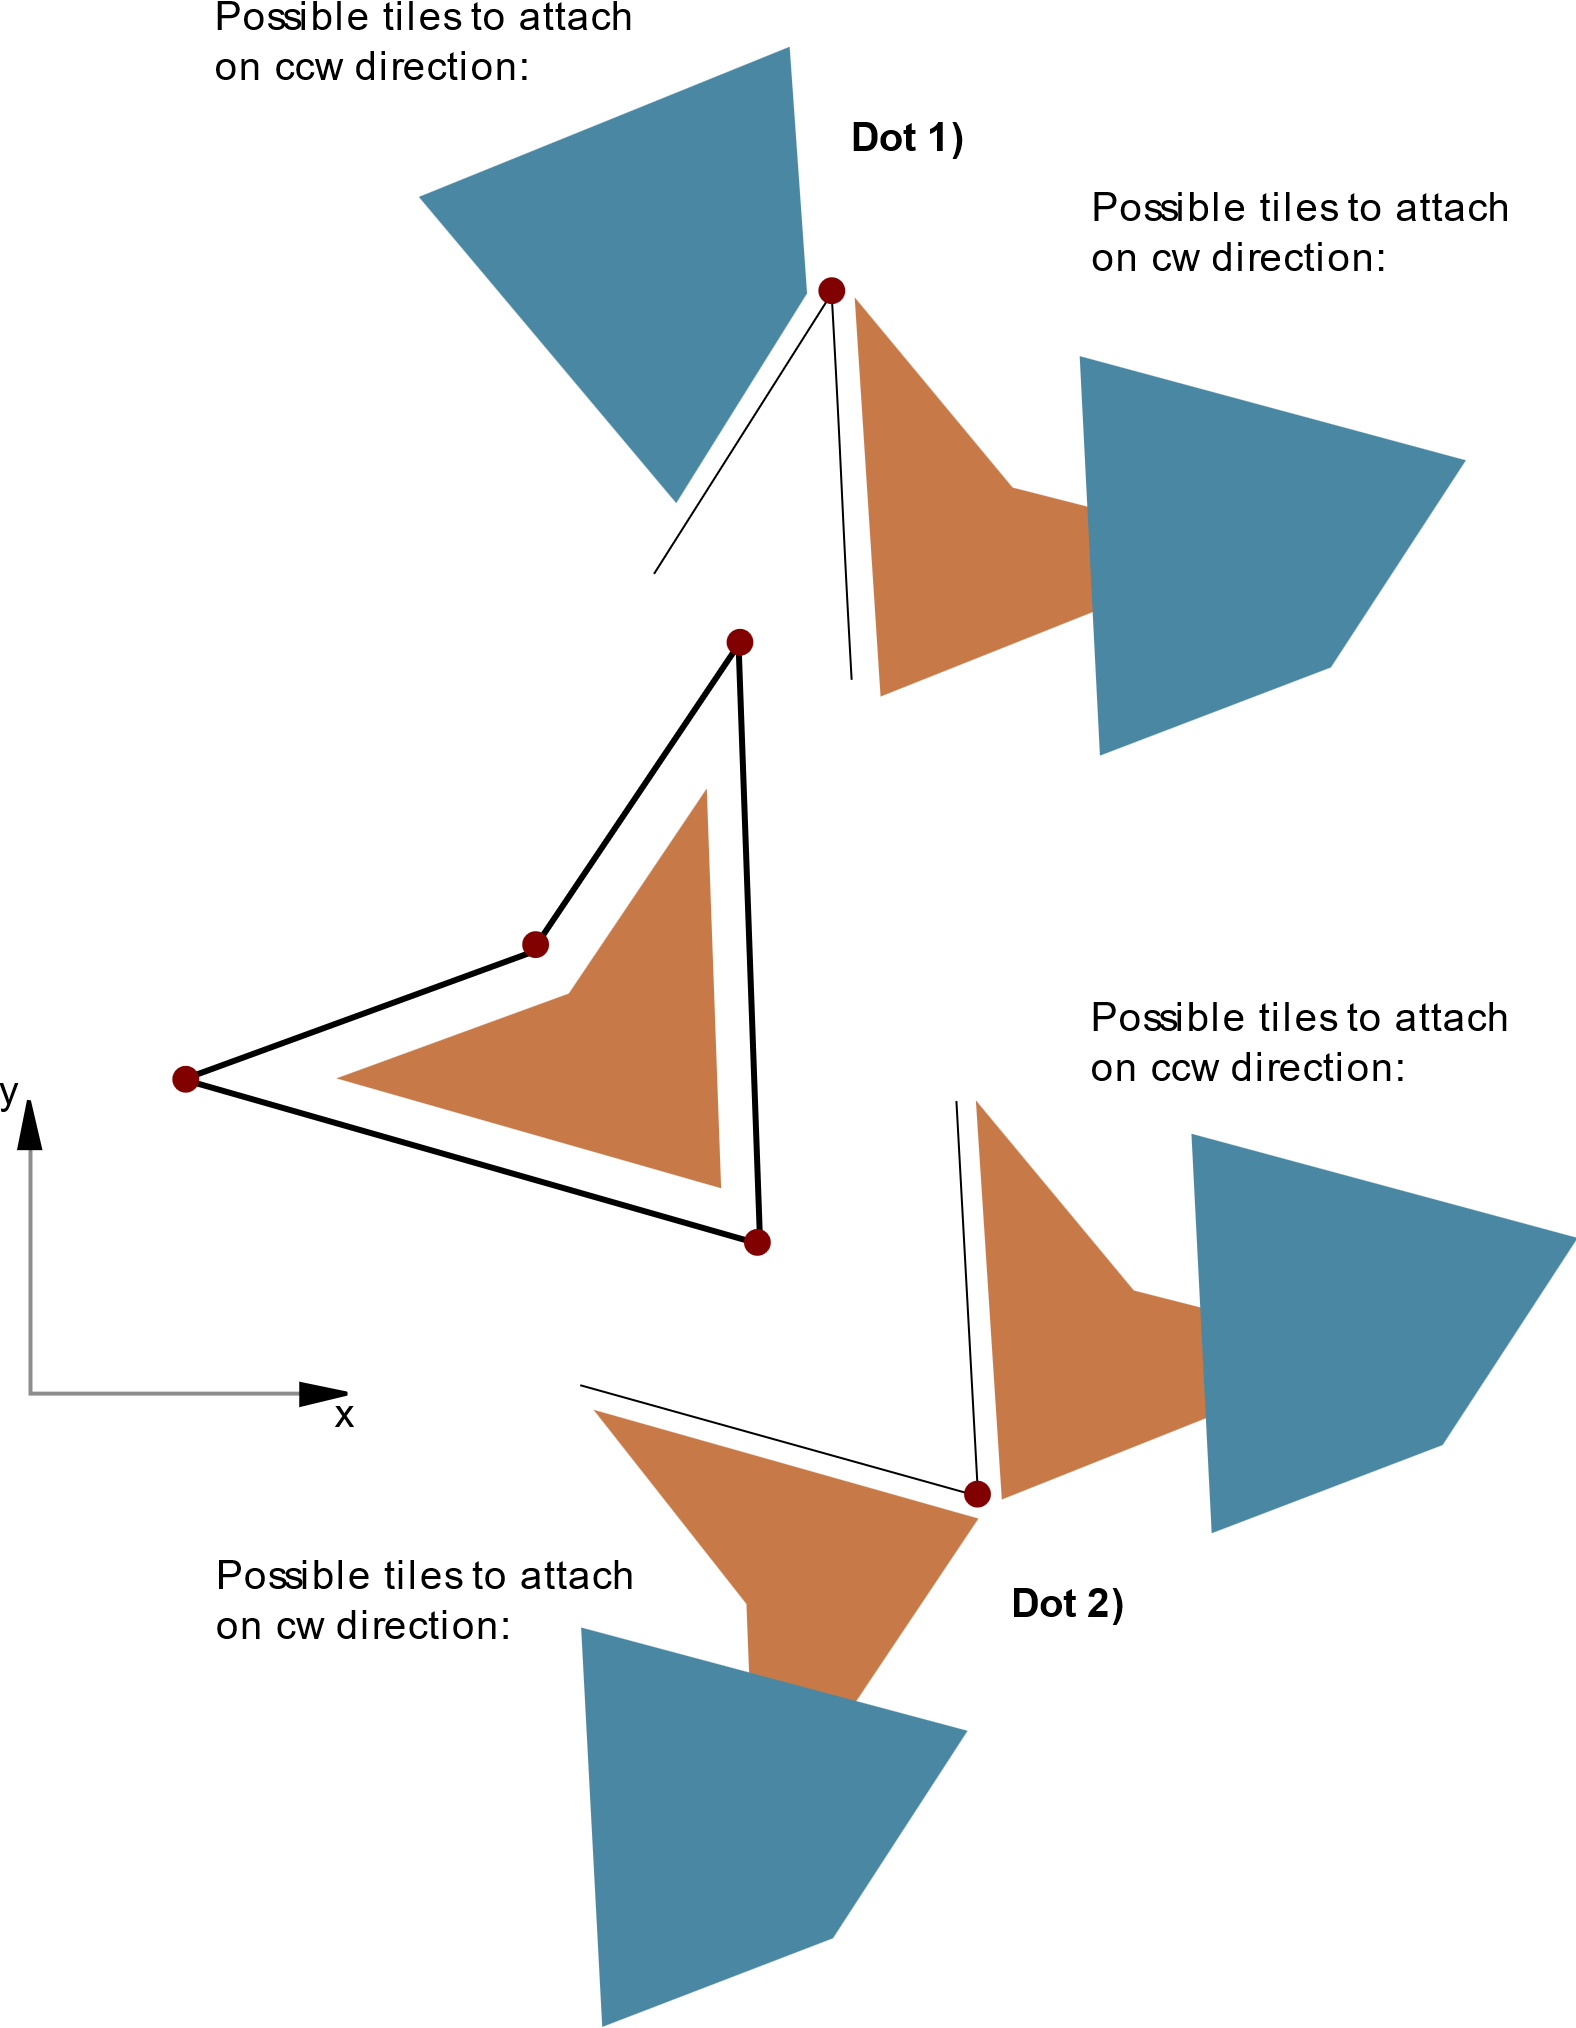 Possible tiles to attach
on ccw direction:
Dot 1)
Possible tiles to attach
on cw direction:
y
x
Possible tiles to attach
on ccw direction:
Possible tiles to attach
on cw direction:
Dot 2)